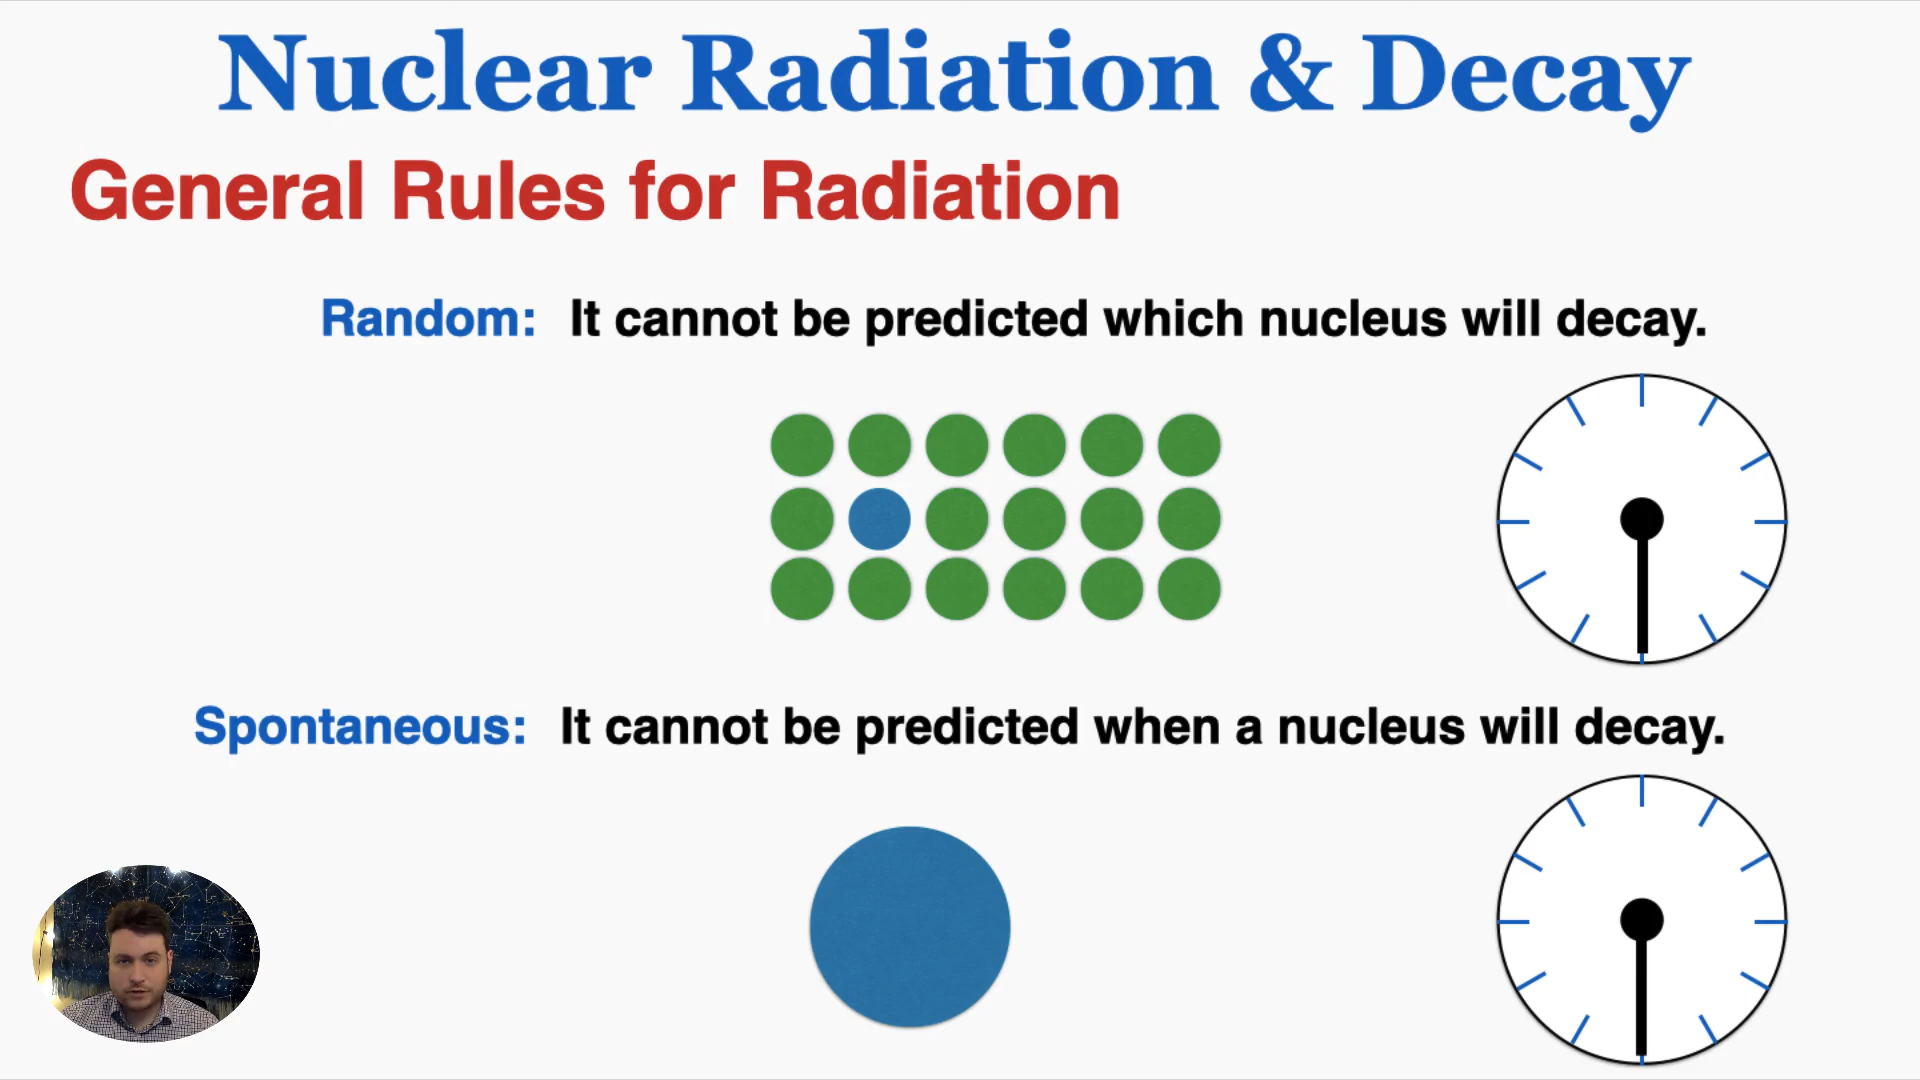 Nuclear Radiation & Decay
General Rules for Radiation
Random: It cannot be predicted which nucleus will decay.
Spontaneous: It cannot be predicted when a nucleus will decay.